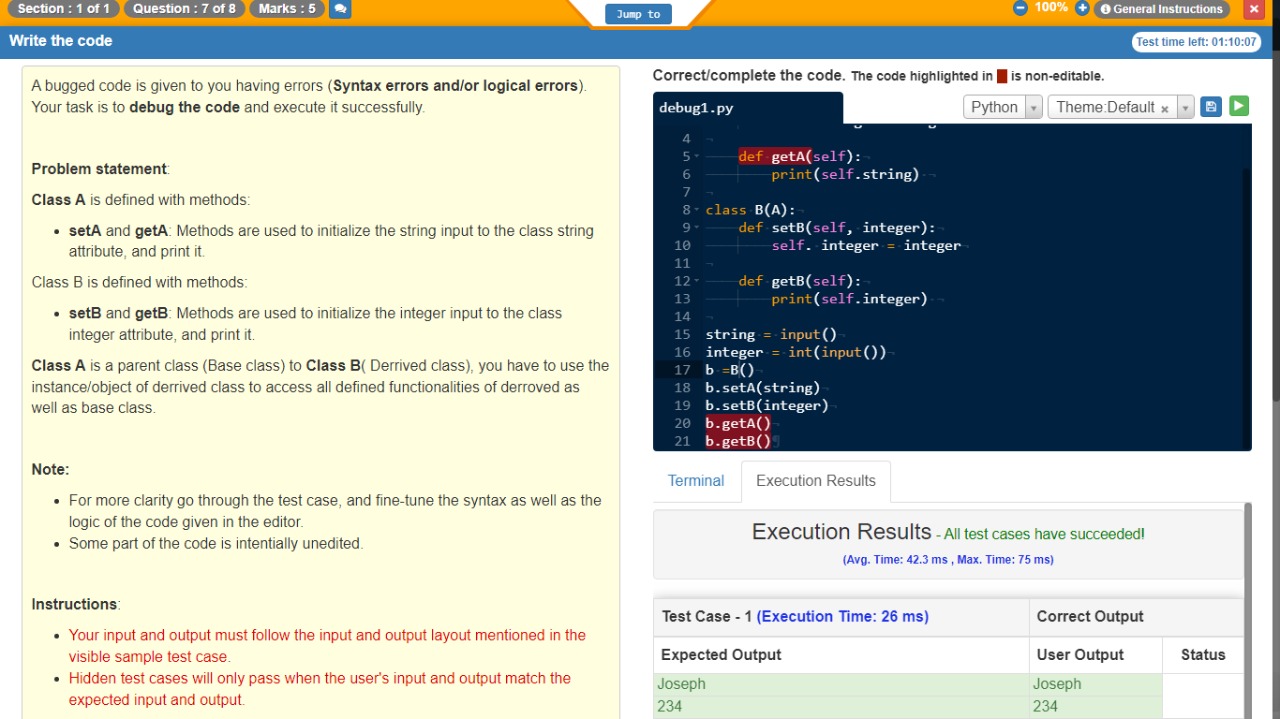 Section : 1 of 1
Question : 7 of 8
Marks : 5
Jump to
100%
General Instructions
Write the code
Test time left: 01:10:07
A bugged code is given to you having errors (Syntax errors and/or logical errors).
Your task is to debug the code and execute it successfully.
Problem statement:
Class A is defined with methods:
setA and getA: Methods are used to initialize the string input to the class string
attribute, and print it.
Class B is defined with methods:
setB and getB: Methods are used to initialize the integer input to the class
integer attribute, and print it.
Class A is a parent class (Base class) to Class B( Derrived class), you have to use the
instance/object of derrived class to access all defined functionalities of derroved as
well as base class.
Note:
For more clarity go through the test case, and fine-tune the syntax as well as the
logic of the code given in the editor.
Some part of the code is intentially unedited.
Instructions:
Your input and output must follow the input and output layout mentioned in the
visible sample test case.
Hidden test cases will only pass when the user's input and output match the
expected input and output.
Correct/complete the code. The code highlighted in is non-editable.
debug1.py
Python
Theme:Default
4
5 def getA(self):
6 print(self.string)
7
8 class B(A):
9 def setB(self, integer):
10 self. integer = integer
11
12 def getB(self):
13 print(self.integer)
14
15 string = input()
16 integer = int(input())
17 b =B()
18 b.setA(string)
19 b.setB(integer)
20 b.getA()
21 b.getB()
Terminal
Execution Results
Execution Results - All test cases have succeeded!
(Avg. Time: 42.3 ms , Max. Time: 75 ms)
Test Case - 1 (Execution Time: 26 ms)
Correct Output
Expected Output
User Output
Status
Joseph
Joseph
234
234